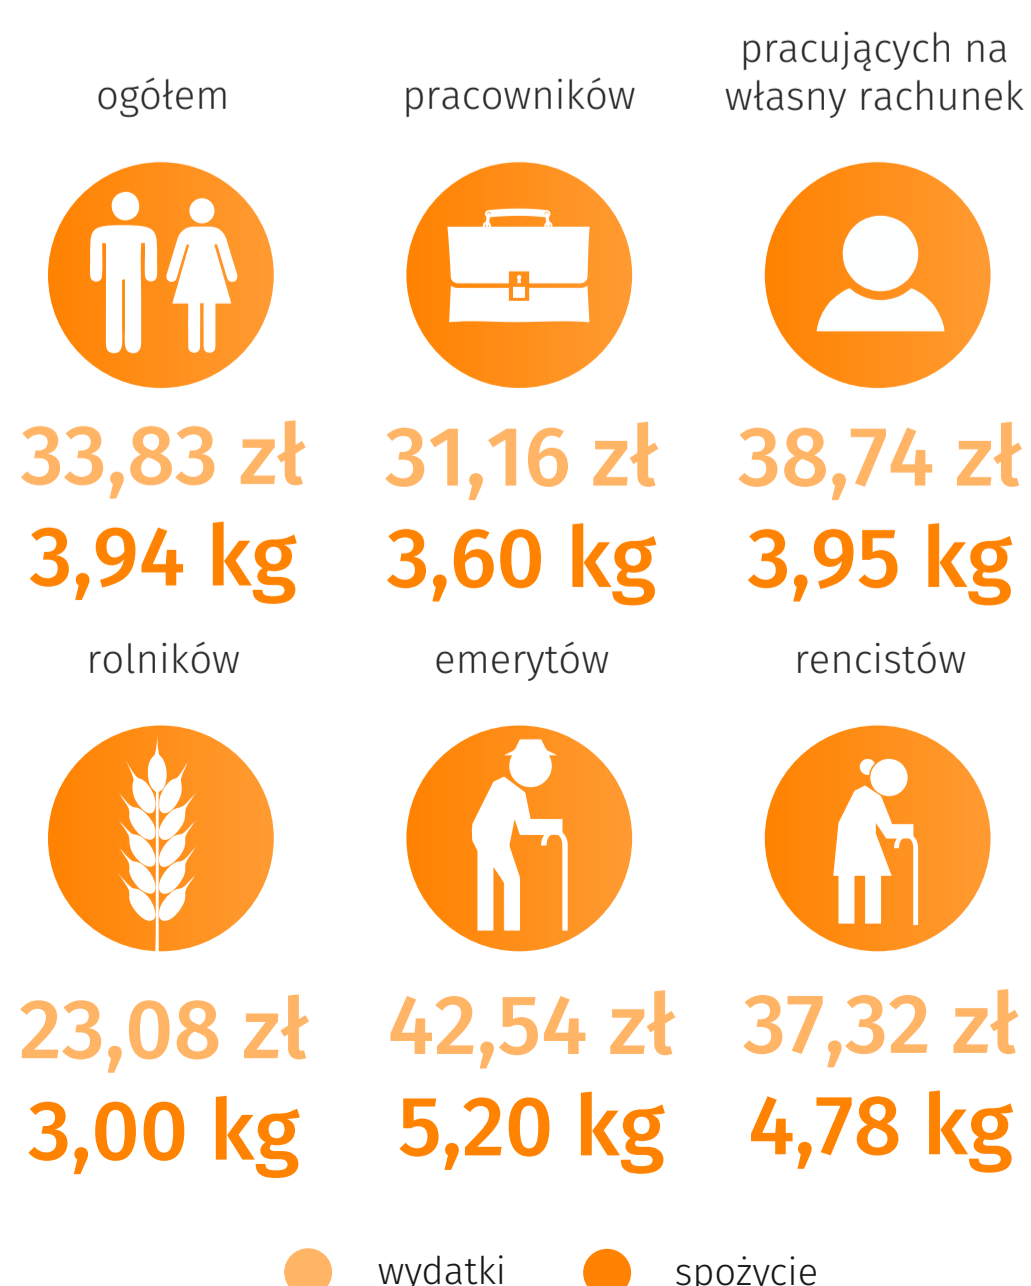 ogółem
pracowników
pracujących na
własny rachunek
33,83 zł
3,94 kg
31,16 zł
3,60 kg
38,74 zł
3,95 kg
rolników
emerytów
rencistów
23,08 zł
3,00 kg
42,54 zł
5,20 kg
37,32 zł
4,78 kg
wydatki
spożycie